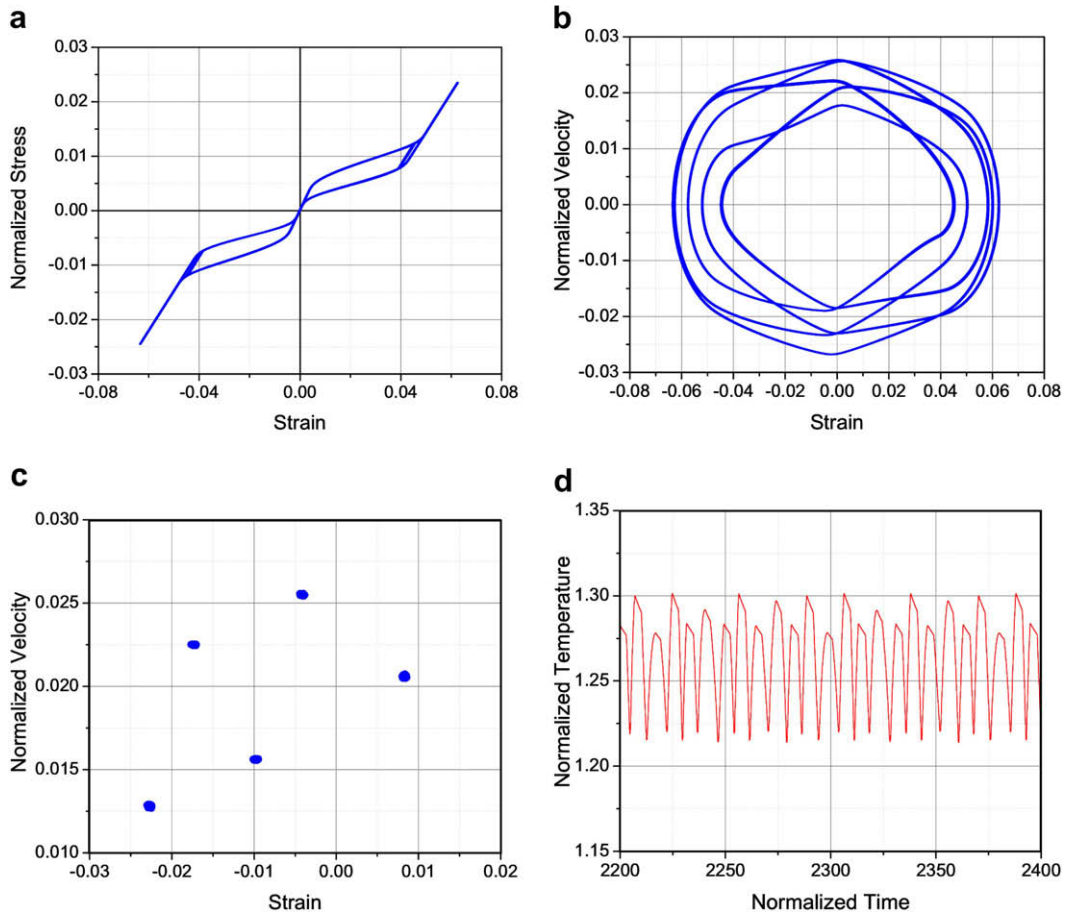 a
0.03
0.02
0.01
0.00
-0.01
-0.02
-0.03
-0.08 -0.04 0.00 0.04 0.08
Normalized Stress
Strain
b
0.03
0.02
0.01
0.00
-0.01
-0.02
-0.03
-0.08 -0.06 -0.04 -0.02 0.00 0.02 0.04 0.06 0.08
Normalized Velocity
Strain
c
0.030
0.025
0.020
0.015
0.010
-0.03 -0.02 -0.01 0.00 0.01 0.02
Normalized Velocity
Strain
d
1.35
1.30
1.25
1.20
1.15
2200 2250 2300 2350 2400
Normalized Temperature
Normalized Time